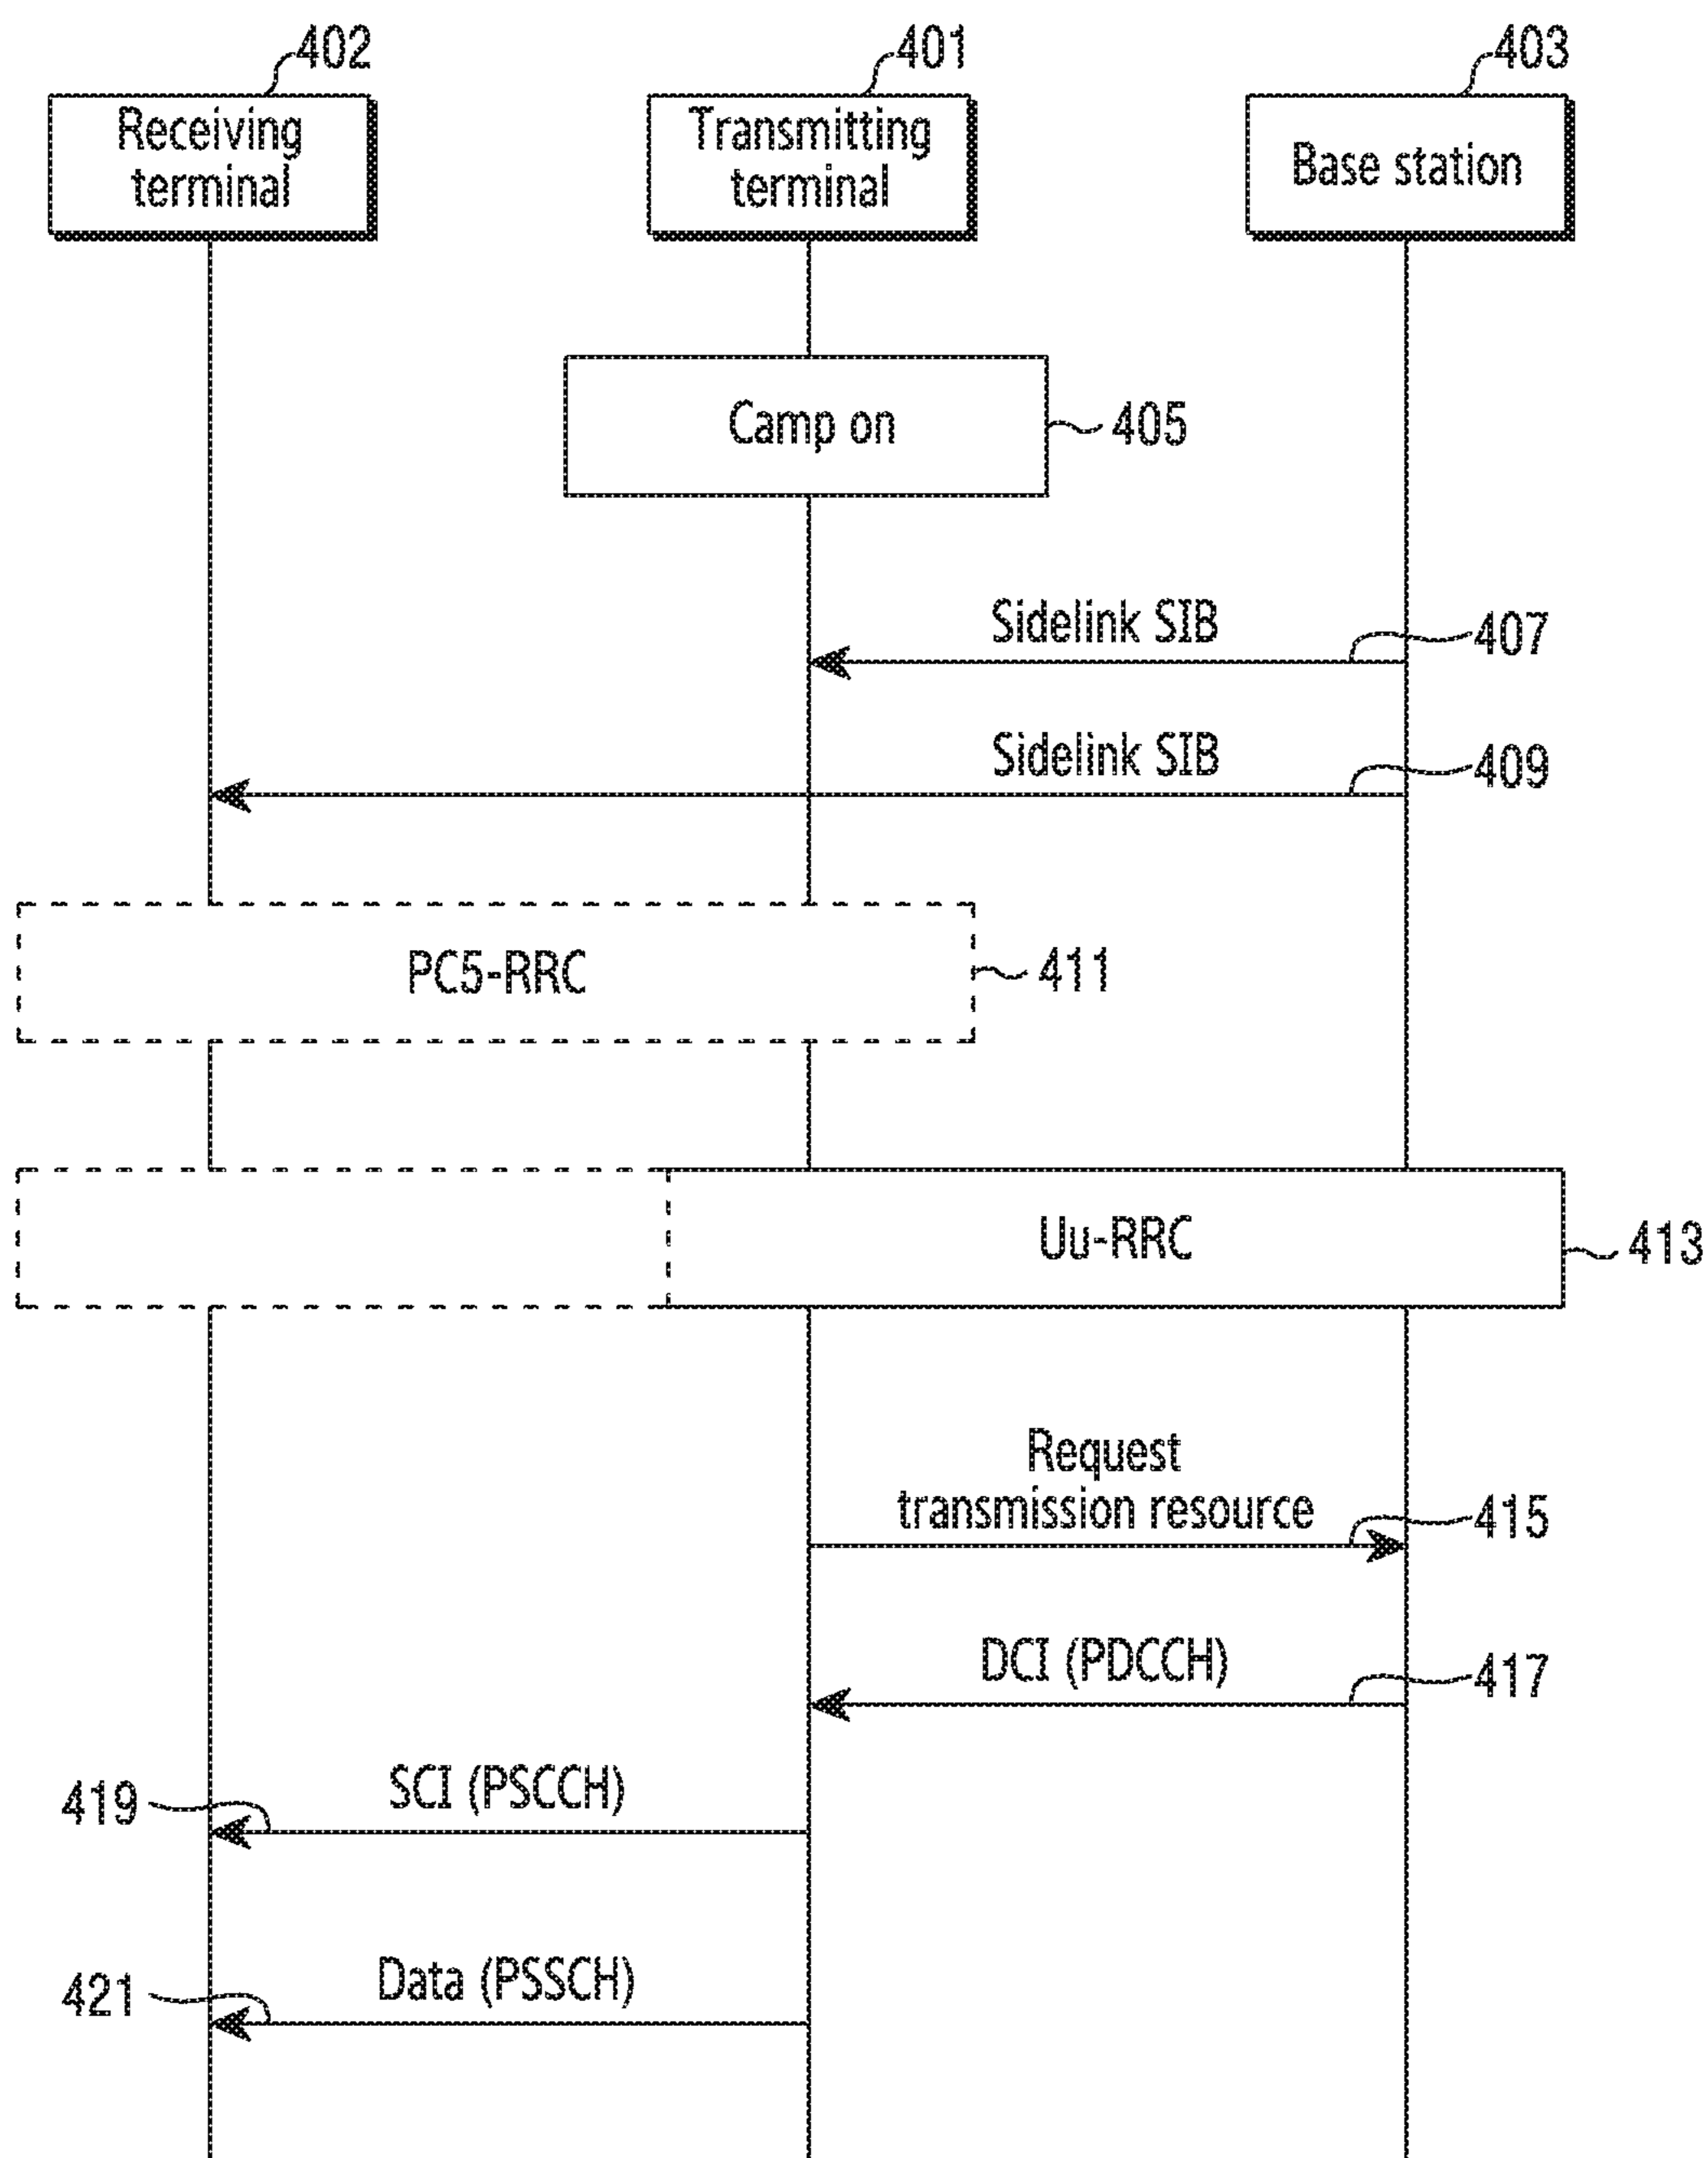 402
401
403
Receiving
terminal
Transmitting
terminal
Base station
Camp on
405
Sidelink SIB
407
Sidelink SIB
409
PC5-RRC
411
Uu-RRC
413
Request
transmission resource
415
DCI (PDCCH)
417
SCI (PSCCH)
419
Data (PSSCH)
421